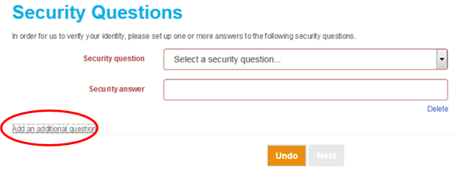 Security Questions
In order for us to verify your identity, please set up one or more answers to the following security questions.
Security question
Select a security question...
Security answer
Delete
Add an additional question
Undo
Next